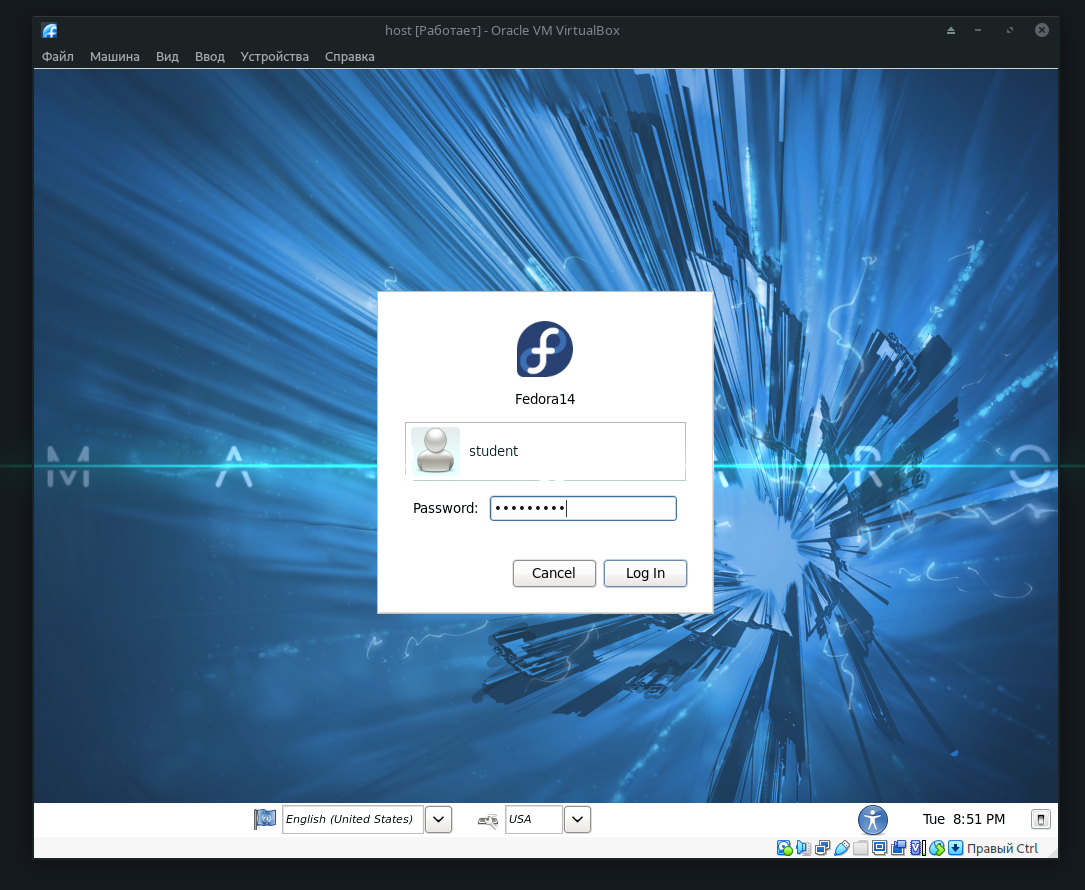 host [Работает] - Oracle VM VirtualBox
Файл Машина Вид Ввод Устройства Справка
Fedora14
student
M A R O
Password: •••••••••
Cancel Log In
English (United States) USA Tue 8:51 PM
Правый Ctrl